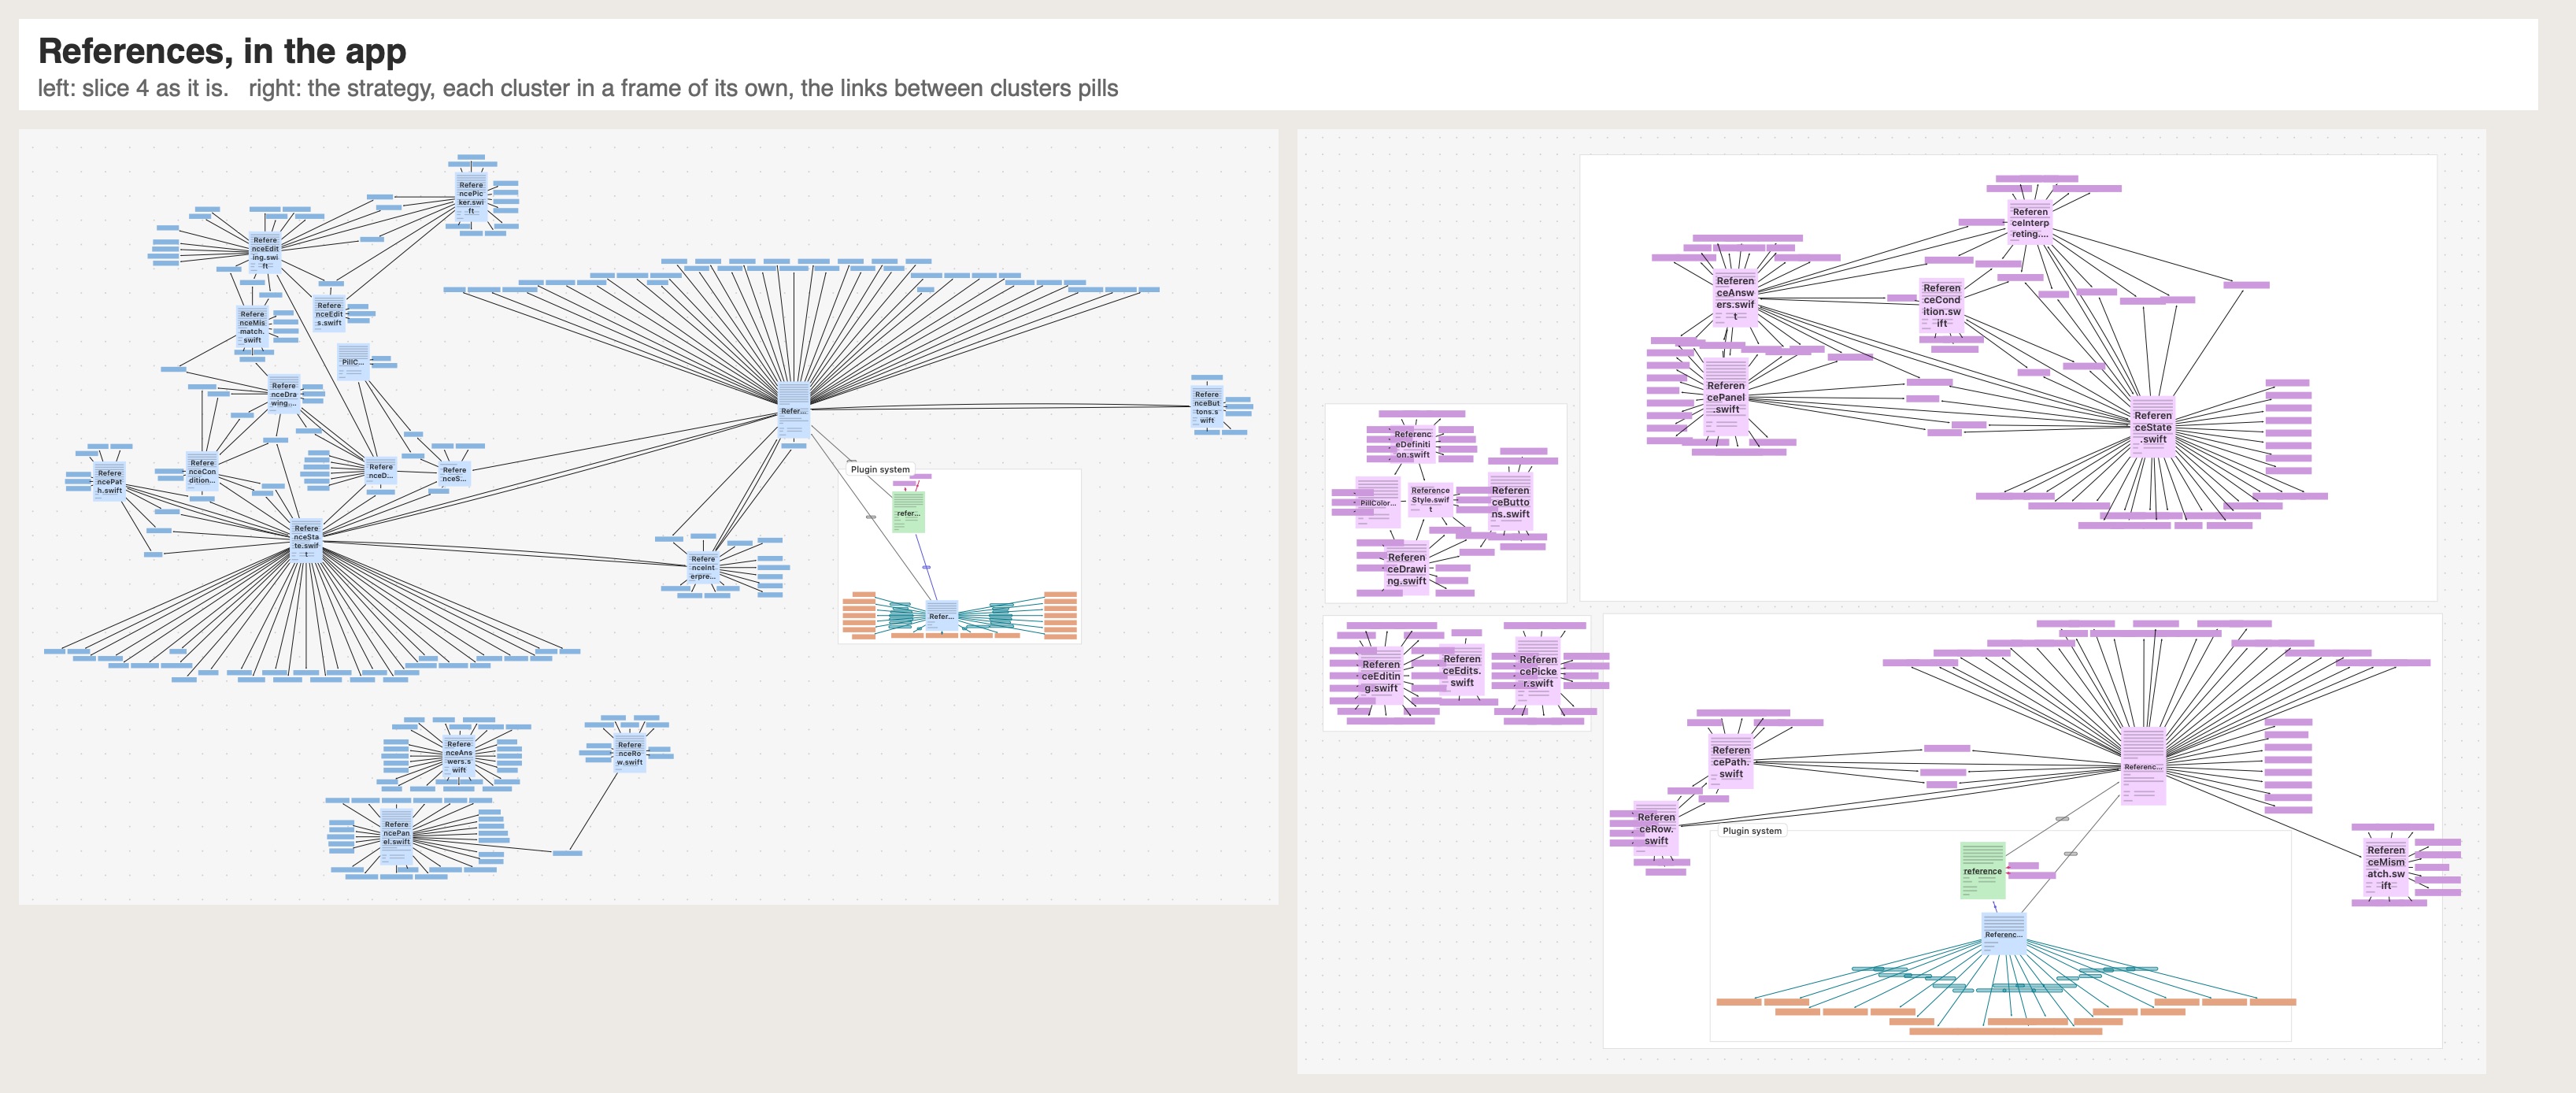 References, in the app
left: slice 4 as it is.   right: the strategy, each cluster in a frame of its own, the links between clusters pills
Refere
ncePic
ker.swi
ft
Refere
nceEdit
ing.swi
ft
Refere
nceMis
match.
swift
Refere
nceEdit
s.swift
PillC...
Refere
nceDra
wing....
Refere
ncePat
h.swift
Refere
nceCon
dition...
Refere
nceD...
Refere
nceS...
Refere
nceSta
te.swif
t
Refer...
Refere
nceBut
tons.s
wift
Plugin system
refer...
Refer...
Refere
nceInt
erpre...
Refere
nceAns
wers.s
wift
Refere
nceRo
w.swift
Refere
ncePan
el.swift
Referen
ceInterp
reting....
Referen
ceAnsw
ers.swif
t
Referen
ceCond
ition.sw
ift
Referen
cePanel
.swift
Referen
ceState
.swift
Referenc
eDefiniti
on.swift
PillColor...
Reference
Style.swif
t
Referen
ceButto
ns.swift
Referen
ceDrawi
ng.swift
Referen
ceEditin
g.swift
Referen
ceEdits.
swift
Referen
cePicke
r.swift
Referen
cePath.
swift
Referenc...
Referen
ceRow.
swift
Plugin system
reference
Referenc...
Referen
ceMism
atch.sw
ift